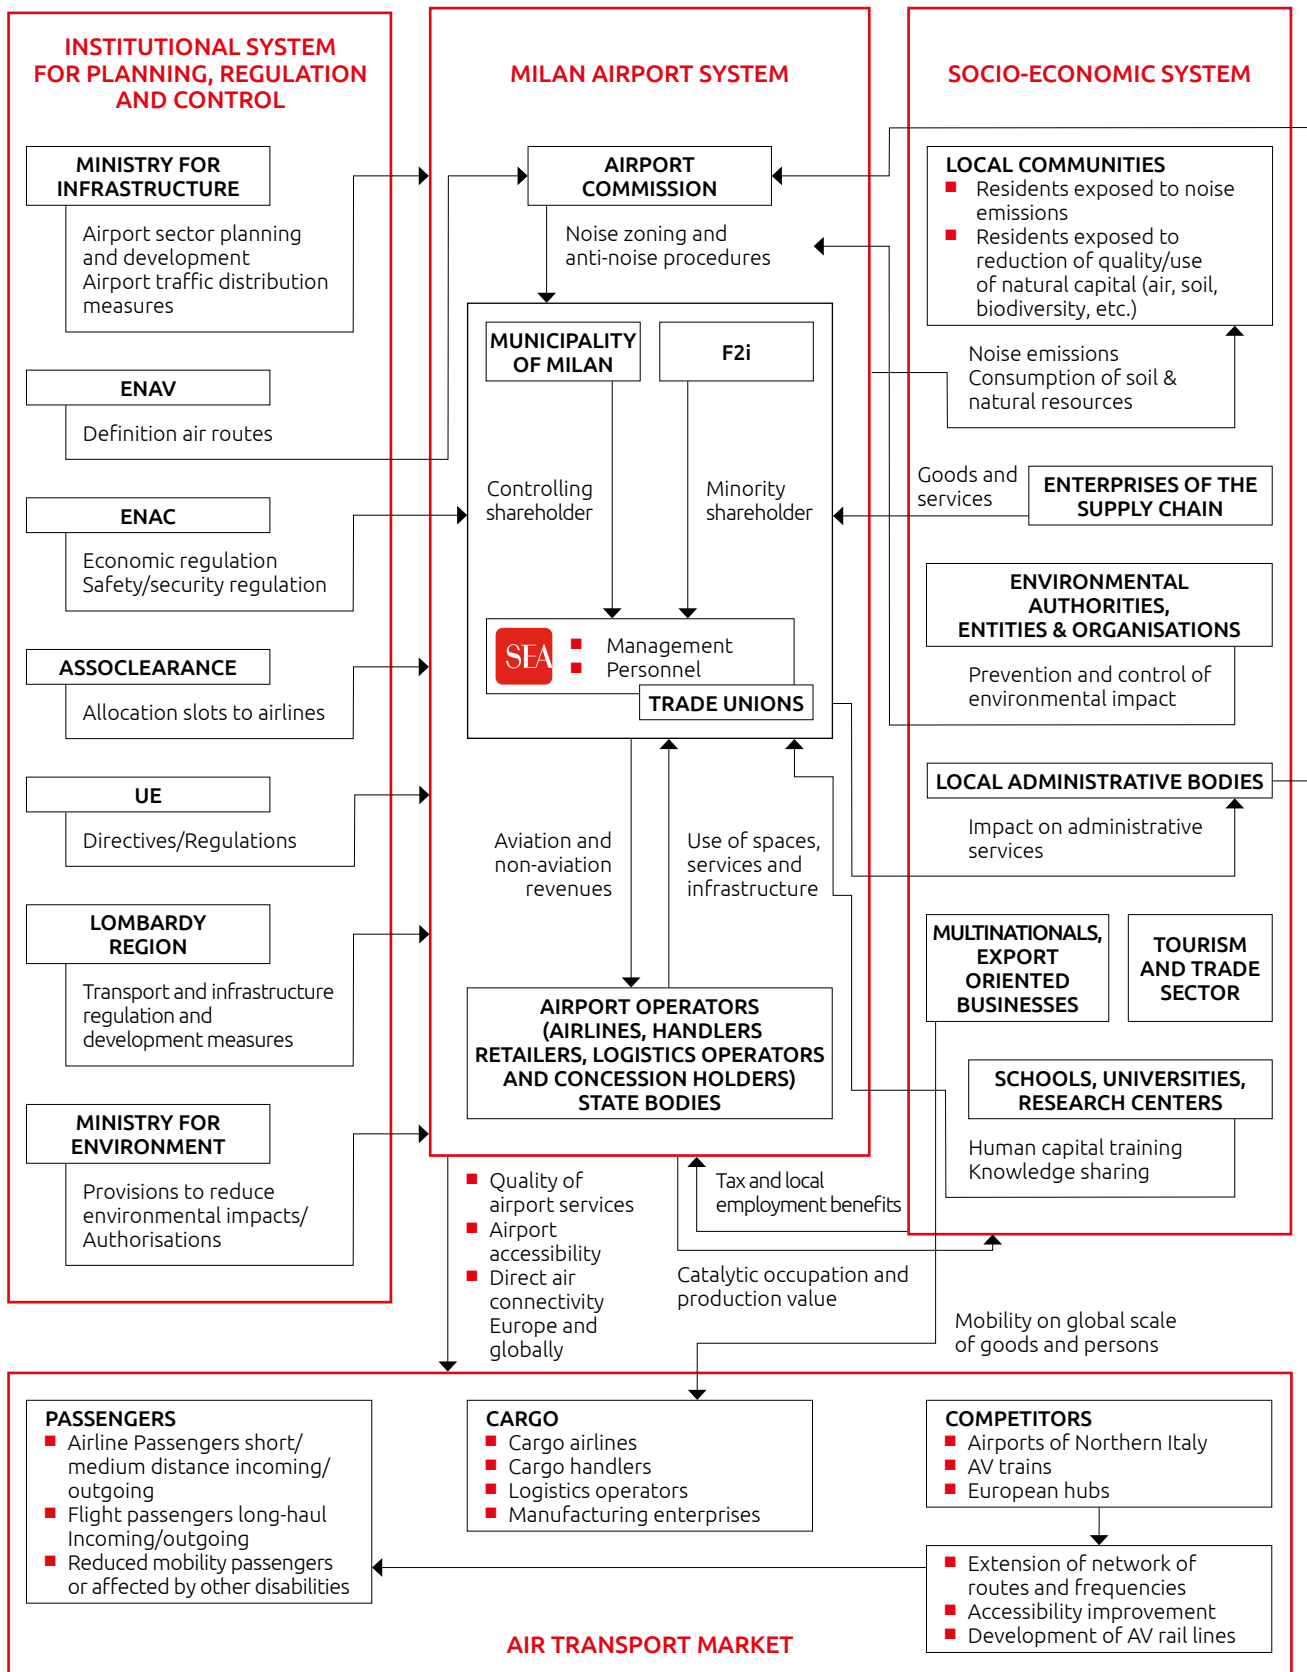 INSTITUTIONAL SYSTEM
FOR PLANNING, REGULATION
AND CONTROL
MINISTRY FOR
INFRASTRUCTURE
Airport sector planning
and development
Airport traffic distribution
measures
ENAV
Definition air routes
ENAC
Economic regulation
Safety/security regulation
ASSOCLEARANCE
Allocation slots to airlines
UE
Directives/Regulations
LOMBARDY
REGION
Transport and infrastructure
regulation and
development measures
MINISTRY FOR
ENVIRONMENT
Provisions to reduce
environmental impacts/
Authorisations
MILAN AIRPORT SYSTEM
AIRPORT
COMMISSION
Noise zoning and
anti-noise procedures
MUNICIPALITY
OF MILAN
F2i
Controlling
shareholder
Minority
shareholder
SEA
Management
Personnel
TRADE UNIONS
Aviation and
non-aviation
revenues
Use of spaces,
services and
infrastructure
AIRPORT OPERATORS
(AIRLINES, HANDLERS
RETAILERS, LOGISTICS OPERATORS
AND CONCESSION HOLDERS)
STATE BODIES
SOCIO-ECONOMIC SYSTEM
LOCAL COMMUNITIES
Residents exposed to noise
emissions
Residents exposed to
reduction of quality/use
of natural capital (air, soil,
biodiversity, etc.)
Noise emissions
Consumption of soil &
natural resources
Goods and
services
ENTERPRISES OF THE
SUPPLY CHAIN
ENVIRONMENTAL
AUTHORITIES,
ENTITIES & ORGANISATIONS
Prevention and control of
environmental impact
LOCAL ADMINISTRATIVE BODIES
Impact on administrative
services
MULTINATIONALS,
EXPORT
ORIENTED
BUSINESSES
TOURISM
AND TRADE
SECTOR
SCHOOLS, UNIVERSITIES,
RESEARCH CENTERS
Human capital training
Knowledge sharing
Quality of
airport services
Airport
accessibility
Direct air
connectivity
Europe and
globally
Tax and local
employment benefits
Catalytic occupation and
production value
Mobility on global scale
of goods and persons
PASSENGERS
Airline Passengers short/
medium distance incoming/
outgoing
Flight passengers long-haul
Incoming/outgoing
Reduced mobility passengers
or affected by other disabilities
CARGO
Cargo airlines
Cargo handlers
Logistics operators
Manufacturing enterprises
COMPETITORS
Airports of Northern Italy
AV trains
European hubs
Extension of network of
routes and frequencies
Accessibility improvement
Development of AV rail lines
AIR TRANSPORT MARKET